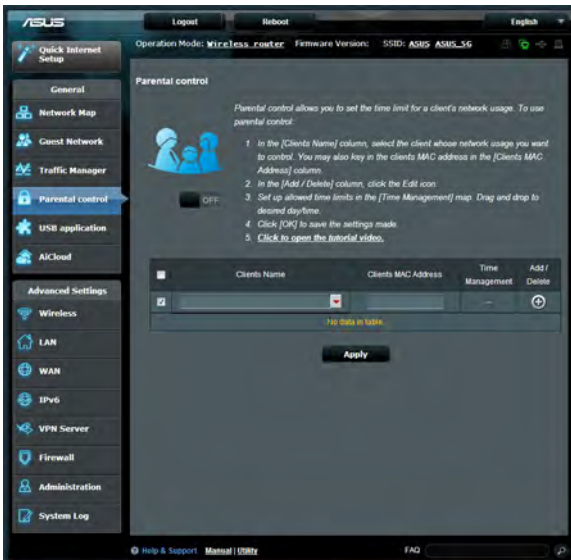 ASUS
Logout
Reboot
English
Quick Internet
Setup
Operation Mode: Wireless router Firmware Version: SSID: ASUS ASUS_5G
General
Network Map
Guest Network
Traffic Manager
Parental control
USB application
AiCloud
Advanced Settings
Wireless
LAN
WAN
IPv6
VPN Server
Firewall
Administration
System Log
Parental control
Parental control allows you to set the time limit for a client's network usage. To use
parental control:
1. In the [Clients Name] column, select the client whose network usage you want
to control. You may also key in the clients MAC address in the [Clients MAC
Address] column.
2. In the [Add / Delete] column, click the Edit icon.
3. Set up allowed time limits in the [Time Management] map. Drag and drop to
desired day/time.
4. Click [OK] to save the settings made.
5. Click to open the tutorial video.
OFF
Clients Name
Clients MAC Address
Time
Management
Add /
Delete
--
No data in table.
Apply
Help & Support Manual | Utility
FAQ